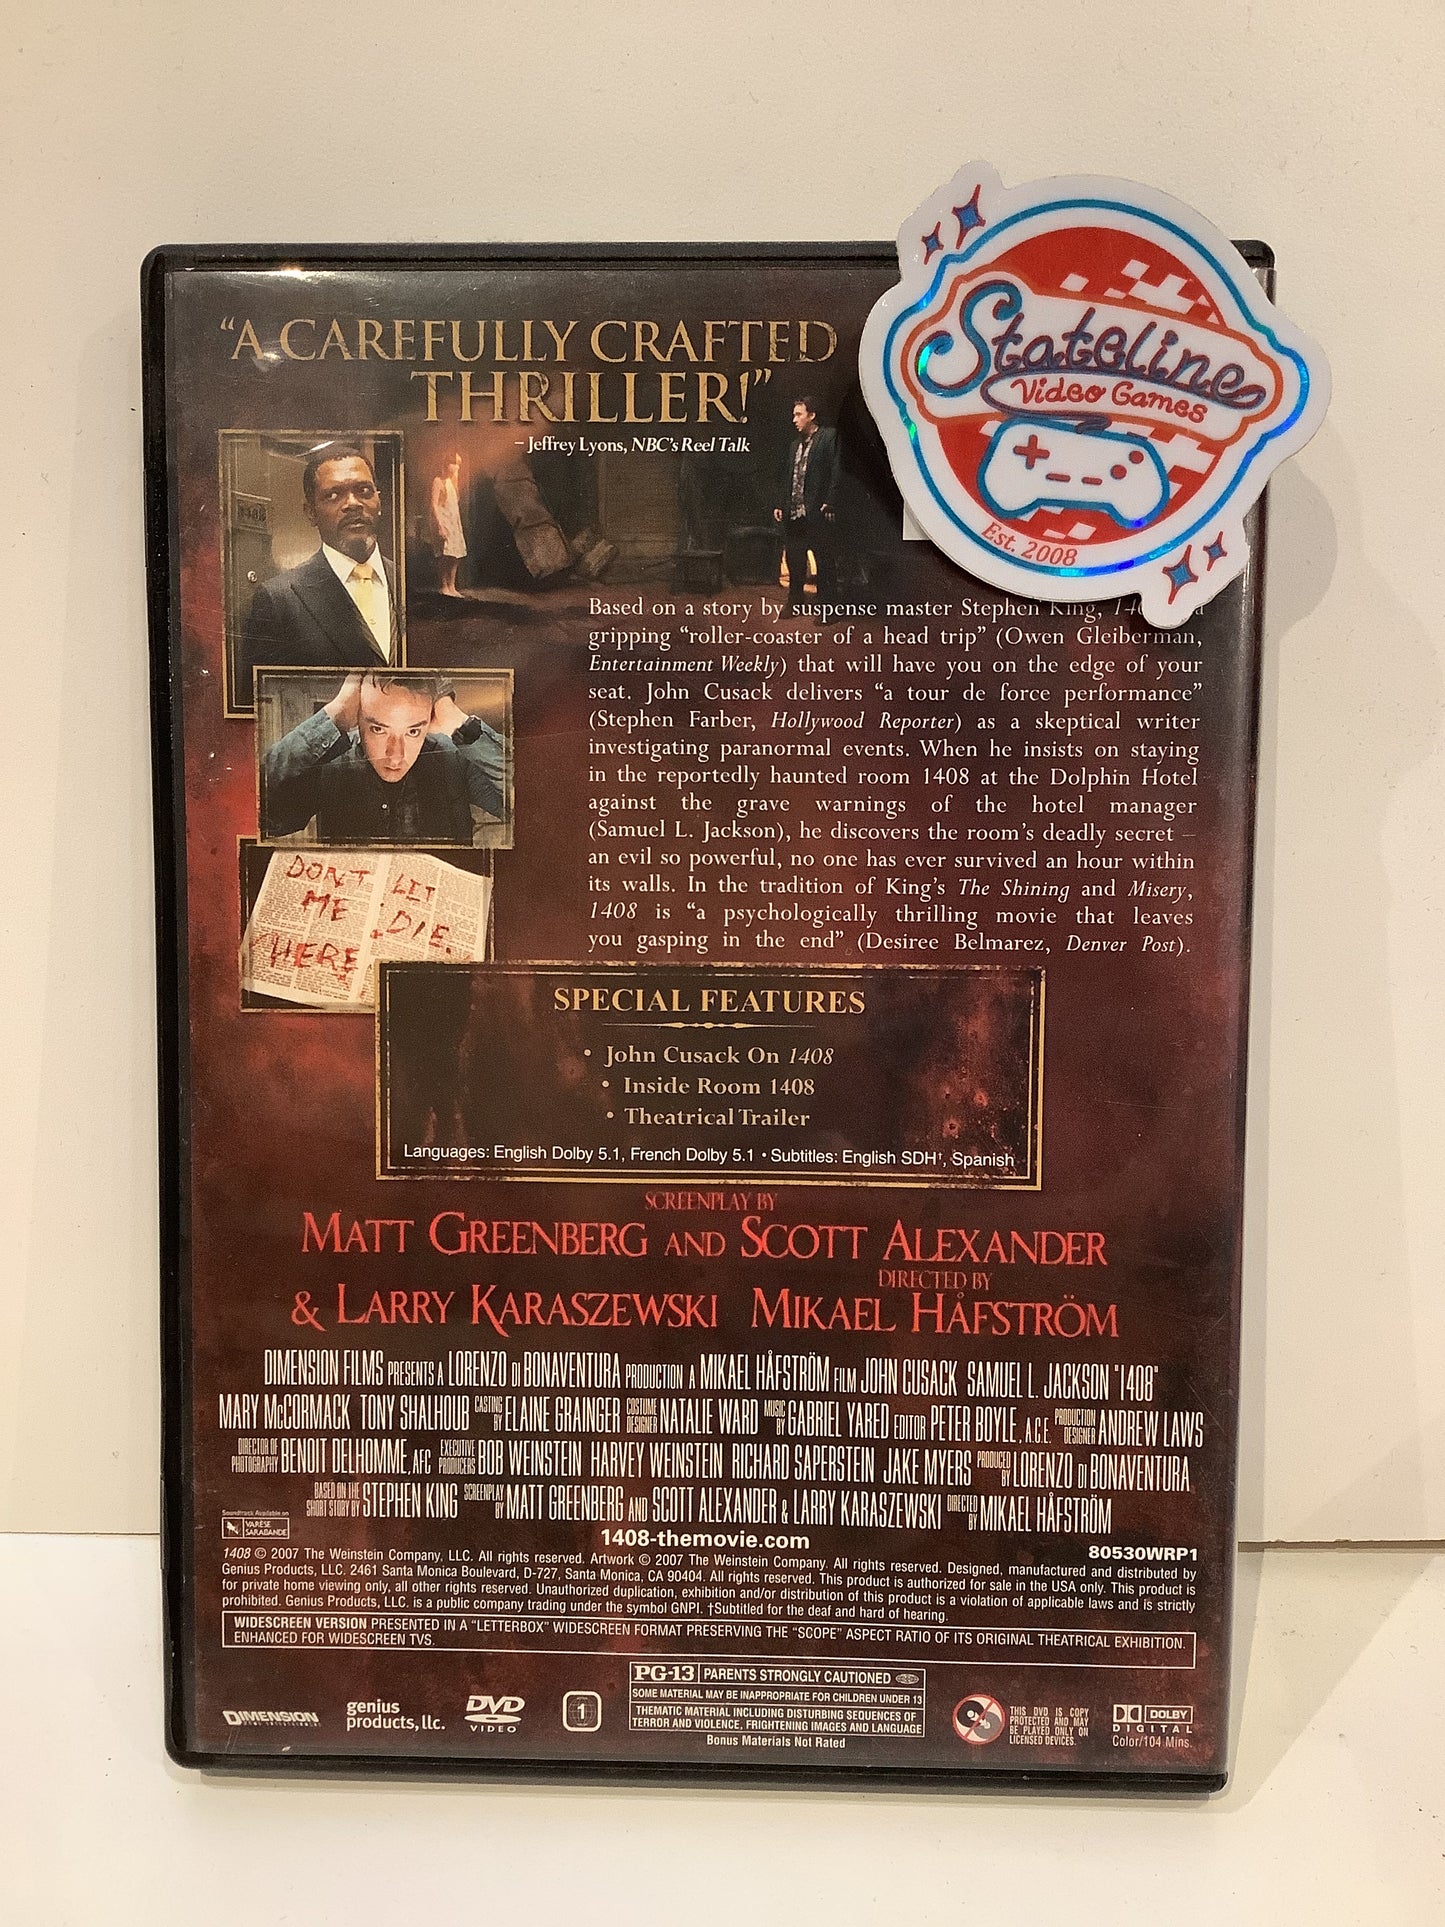 "A CAREFULLY CRAFTED
THRILLER!"
– Jeffrey Lyons, NBC's Reel Talk
Stateline
Video Games
Est. 2008
Based on a story by suspense master Stephen King,
gripping "roller-coaster of a head trip" (Owen Gleiberman,
Entertainment Weekly) that will have you on the edge of your
seat. John Cusack delivers "a tour de force performance"
(Stephen Farber, Hollywood Reporter) as a skeptical writer
investigating paranormal events. When he insists on staying
in the reportedly haunted room 1408 at the Dolphin Hotel
against the grave warnings of the hotel manager
(Samuel L. Jackson), he discovers the room's deadly secret –
an evil so powerful, no one has ever survived an hour within
its walls. In the tradition of King's The Shining and Misery,
1408 is "a psychologically thrilling movie that leaves
you gasping in the end" (Desiree Belmarez, Denver Post).
DON'T LET
ME DIE.
HERE
SPECIAL FEATURES
• John Cusack On 1408
• Inside Room 1408
• Theatrical Trailer
Languages: English Dolby 5.1, French Dolby 5.1 • Subtitles: English SDH†, Spanish
SCREENPLAY BY
MATT GREENBERG AND SCOTT ALEXANDER
DIRECTED BY
& LARRY KARASZEWSKI MIKAEL HÅFSTRÖM
DIMENSION FILMS PRESENTS A LORENZO DI BONAVENTURA PRODUCTION A MIKAEL HÅFSTRÖM FILM JOHN CUSACK SAMUEL L. JACKSON "1408"
MARY McCORMACK TONY SHALHOUB CASTING BY ELAINE GRAINGER COSTUME DESIGNER NATALIE WARD MUSIC BY GABRIEL YARED EDITOR PETER BOYLE, A.C.E. PRODUCTION DESIGNER ANDREW LAWS
DIRECTOR OF PHOTOGRAPHY BENOIT DELHOMME, AFC EXECUTIVE PRODUCERS BOB WEINSTEIN HARVEY WEINSTEIN RICHARD SAPERSTEIN JAKE MYERS PRODUCED BY LORENZO DI BONAVENTURA
BASED ON THE SHORT STORY BY STEPHEN KING SCREENPLAY BY MATT GREENBERG AND SCOTT ALEXANDER & LARRY KARASZEWSKI DIRECTED BY MIKAEL HÅFSTRÖM
Soundtrack Available on
VARÈSE
SARABANDE
1408-themovie.com
80530WRP1
1408 © 2007 The Weinstein Company, LLC. All rights reserved. Artwork © 2007 The Weinstein Company. All rights reserved. Designed, manufactured and distributed by
Genius Products, LLC. 2461 Santa Monica Boulevard, D-727, Santa Monica, CA 90404. All rights reserved. This product is authorized for sale in the USA only. This product is
for private home viewing only, all other rights reserved. Unauthorized duplication, exhibition and/or distribution of this product is a violation of applicable laws and is strictly
prohibited. Genius Products, LLC. is a public company trading under the symbol GNPI. †Subtitled for the deaf and hard of hearing.
WIDESCREEN VERSION PRESENTED IN A "LETTERBOX" WIDESCREEN FORMAT PRESERVING THE "SCOPE" ASPECT RATIO OF ITS ORIGINAL THEATRICAL EXHIBITION.
ENHANCED FOR WIDESCREEN TVS.
DIMENSION
HOME ENTERTAINMENT
genius
products, llc.
DVD
VIDEO
1
PG-13 PARENTS STRONGLY CAUTIONED
SOME MATERIAL MAY BE INAPPROPRIATE FOR CHILDREN UNDER 13
THEMATIC MATERIAL INCLUDING DISTURBING SEQUENCES OF
TERROR AND VIOLENCE, FRIGHTENING IMAGES AND LANGUAGE
Bonus Materials Not Rated
THIS DVD IS COPY
PROTECTED AND MAY
BE PLAYED ONLY ON
LICENSED DEVICES.
DOLBY
DIGITAL
Color/104 Mins.